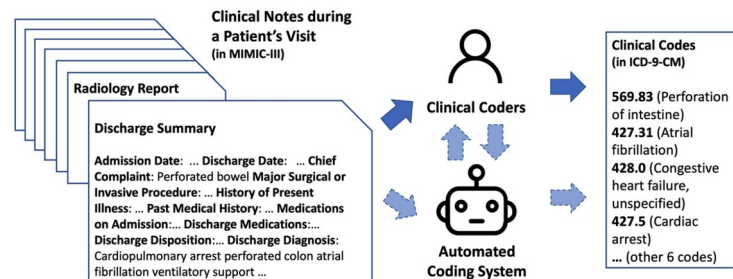 Clinical Notes during
a Patient's Visit
(in MIMIC-III)
Radiology Report
Discharge Summary
Admission Date: ... Discharge Date: ... Chief
Complaint: Perforated bowel Major Surgical or
Invasive Procedure: ... History of Present
Illness: ... Past Medical History: ... Medications
on Admission:... Discharge Medications:...
Discharge Disposition:... Discharge Diagnosis:
Cardiopulmonary arrest perforated colon atrial
fibrillation ventilatory support ...
Clinical Coders
Automated
Coding System
Clinical Codes
(in ICD-9-CM)
569.83 (Perforation
of intestine)
427.31 (Atrial
fibrillation)
428.0 (Congestive
heart failure,
unspecified)
427.5 (Cardiac
arrest)
... (other 6 codes)